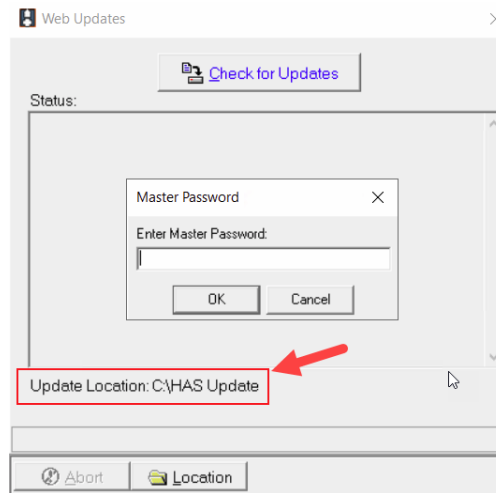 Web Updates
Check for Updates
Status:
Master Password
Enter Master Password:
OK Cancel
Update Location: C:\HAS Update
Abort Location